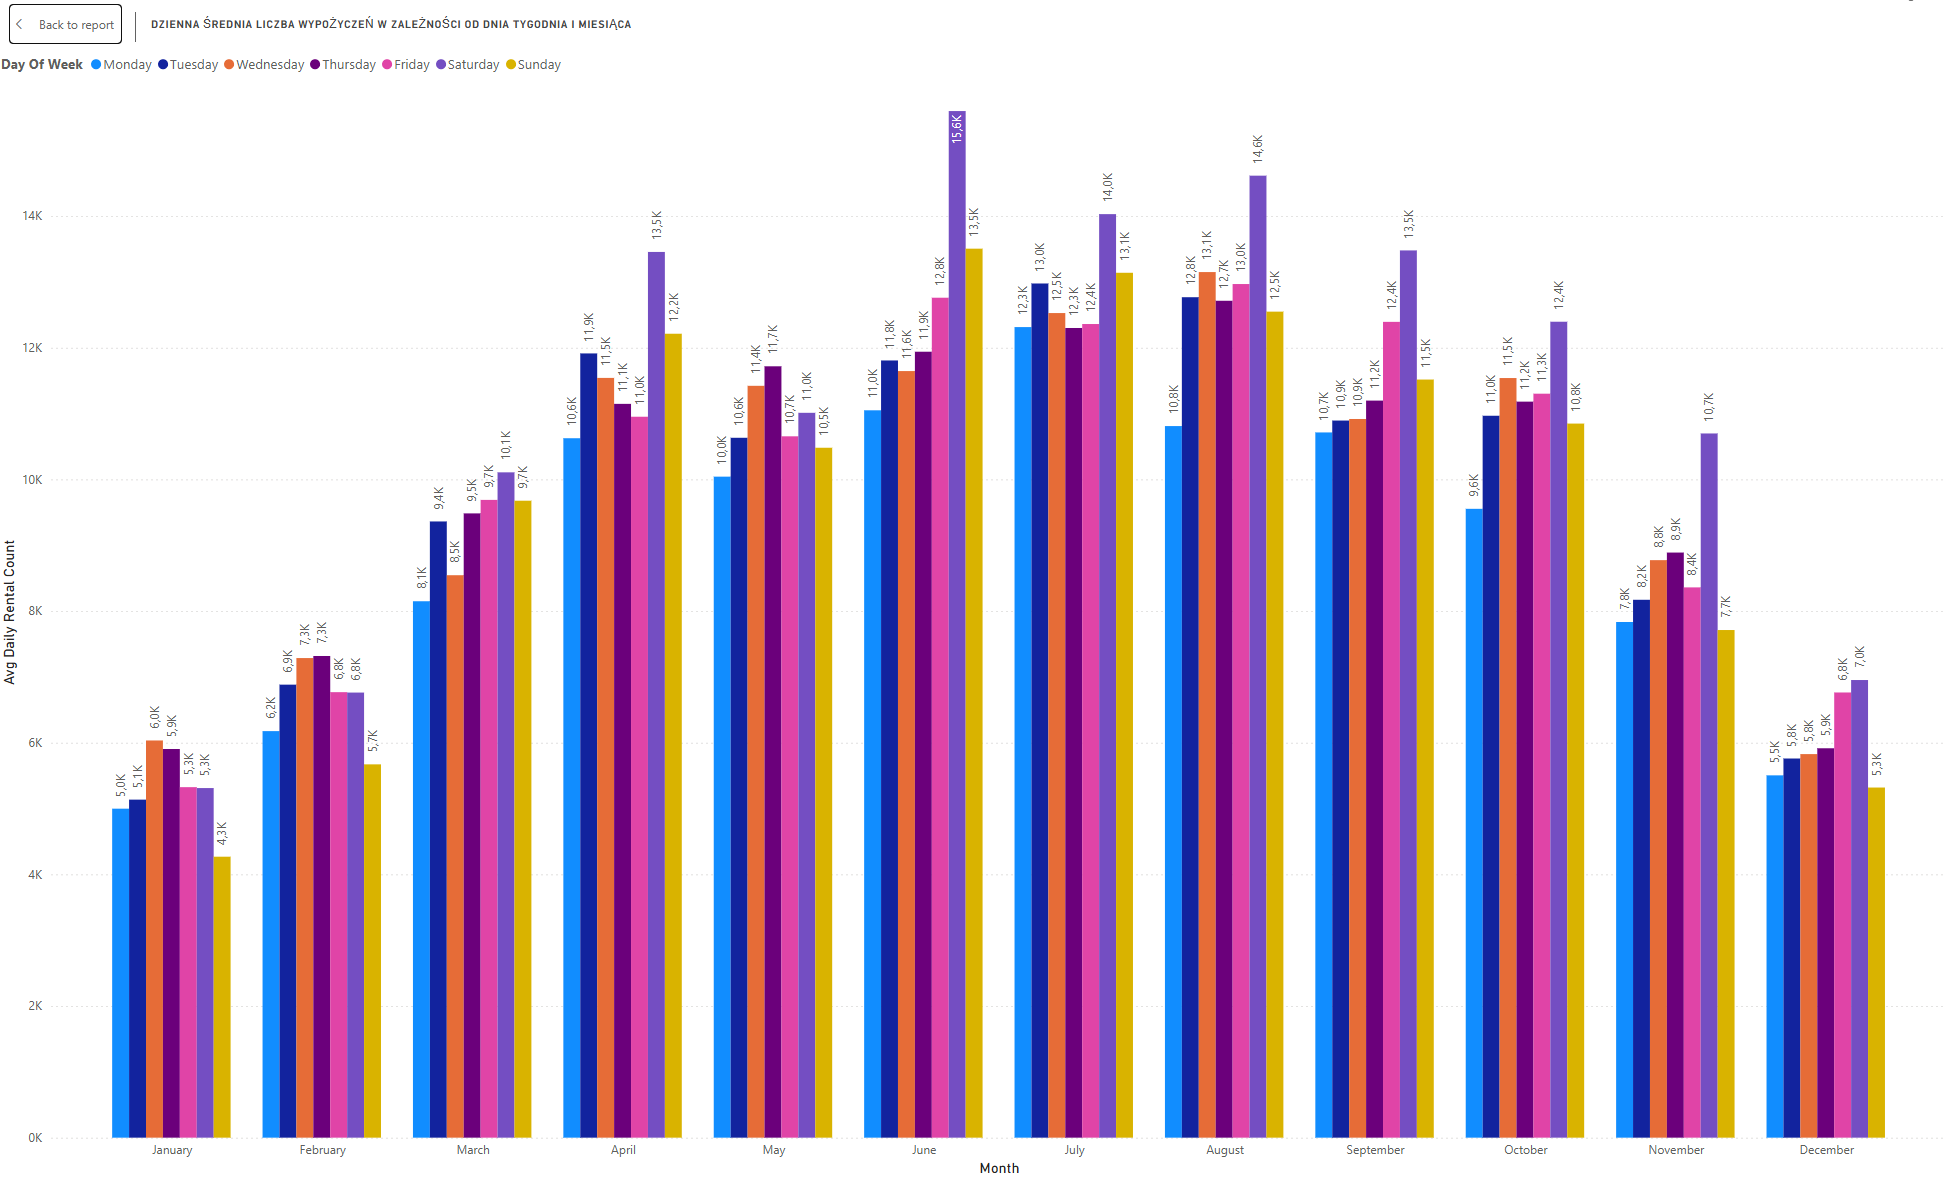 Back to report
DZIENNA ŚREDNIA LICZBA WYPOŻYCZEŃ W ZALEŻNOŚCI OD DNIA TYGODNIA I MIESIĄCA
Day Of Week Monday Tuesday Wednesday Thursday Friday Saturday Sunday
Avg Daily Rental Count
14K
12K
10K
8K
6K
4K
2K
0K
5,0K 5,1K 6,0K 5,9K 5,3K 5,3K 4,3K
6,2K 6,9K 7,3K 7,3K 6,8K 6,8K 5,7K
8,1K 9,4K 8,5K 9,5K 9,7K 10,1K 9,7K
10,6K 11,9K 11,5K 11,1K 11,0K 13,5K 12,2K
10,0K 10,6K 11,4K 11,7K 10,7K 11,0K 10,5K
11,0K 11,8K 11,6K 11,9K 12,8K 15,6K 13,5K
12,3K 13,0K 12,5K 12,3K 12,4K 14,0K 13,1K
10,8K 12,8K 13,1K 12,7K 13,0K 14,6K 12,5K
10,7K 10,9K 10,9K 11,2K 12,4K 13,5K 11,5K
9,6K 11,0K 11,5K 11,2K 11,3K 12,4K 10,8K
7,8K 8,2K 8,8K 8,9K 8,4K 10,7K 7,7K
5,5K 5,8K 5,8K 5,9K 6,8K 7,0K 5,3K
January February March April May June July August September October November December
Month